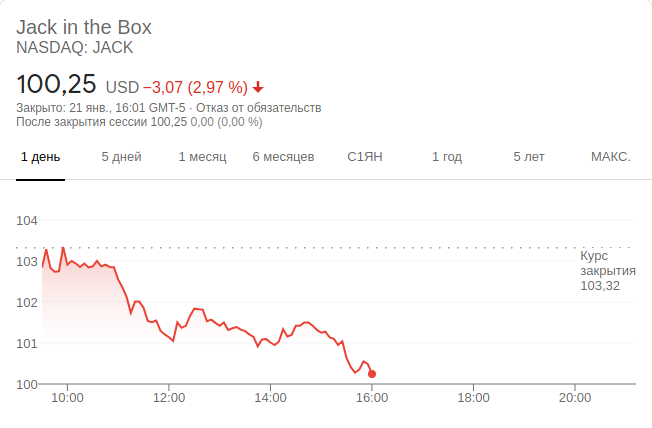 Jack in the Box
NASDAQ: JACK
100,25 USD −3,07 (2,97 %)
Закрыто: 21 янв., 16:01 GMT-5 · Отказ от обязательств
После закрытия сессии 100,25 0,00 (0,00 %)
1 день 5 дней 1 месяц 6 месяцев С1ЯН 1 год 5 лет МАКС.
104
103
102
101
100
Курс
закрытия
103,32
10:00 12:00 14:00 16:00 18:00 20:00